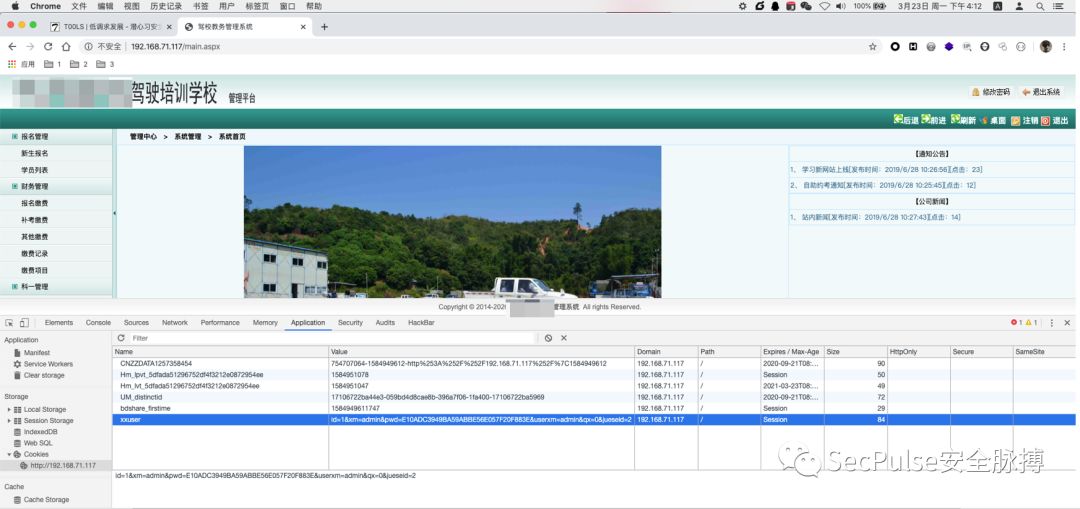 Chrome 文件 编辑 视图 历史记录 书签 用户 标签页 窗口 帮助 100% 3月23日 周一 下午4:12
T00LS | 低调求发展 - 潜心习安 驾校教务管理系统
不安全 | 192.168.71.117/main.aspx
应用 1 2 3
驾驶培训学校 管理平台 修改密码 退出系统
后退 前进 刷新 桌面 注销 退出
报名管理
管理中心 > 系统管理 > 系统首页
新生报名
学员列表
财务管理
报名缴费
补考缴费
其他缴费
缴费记录
缴费项目
科一管理
【通知公告】
1、 学习新网站上线[发布时间：2019/6/28 10:26:56][点击：23]
2、 自助约考通知[发布时间：2019/6/28 10:25:45][点击：12]
【公司新闻】
1、 站内新闻[发布时间：2019/6/28 10:27:43][点击：14]
Copyright © 2014-202 管理系统 All rights Reserved.
Elements Console Sources Network Performance Memory Application Security Audits HackBar 1 1
Application
Manifest
Service Workers
Clear storage
Storage
Local Storage
Session Storage
IndexedDB
Web SQL
Cookies
http://192.168.71.117
Cache
Cache Storage
Filter
Name Value Domain Path Expires / Max-Age Size HttpOnly Secure SameSite
CNZZDATA1257358454 754707064-1584949612-http%253A%252F%252F192.168.71.117%252F%7C1584949612 192.168.71.117 / 2020-09-21T08:... 90
Hm_lpvt_5dfada51296752df4f3212e0872954ee 1584951078 192.168.71.117 / Session 50
Hm_lvt_5dfada51296752df4f3212e0872954ee 1584951047 192.168.71.117 / 2021-03-23T08:... 49
UM_distinctid 17106722ba44e3-059bd4d8cae8b-396a7f06-1fa400-17106722ba5969 192.168.71.117 / 2020-09-21T08:... 72
bdshare_firstime 1584949611747 192.168.71.117 / Session 29
xxuser id=1&xm=admin&pwd=E10ADC3949BA59ABBE56E057F20F883E&userxm=admin&qx=0&jueseid=2 192.168.71.117 / Session 84
id=1&xm=admin&pwd=E10ADC3949BA59ABBE56E057F20F883E&userxm=admin&qx=0&jueseid=2
SecPulse安全脉搏